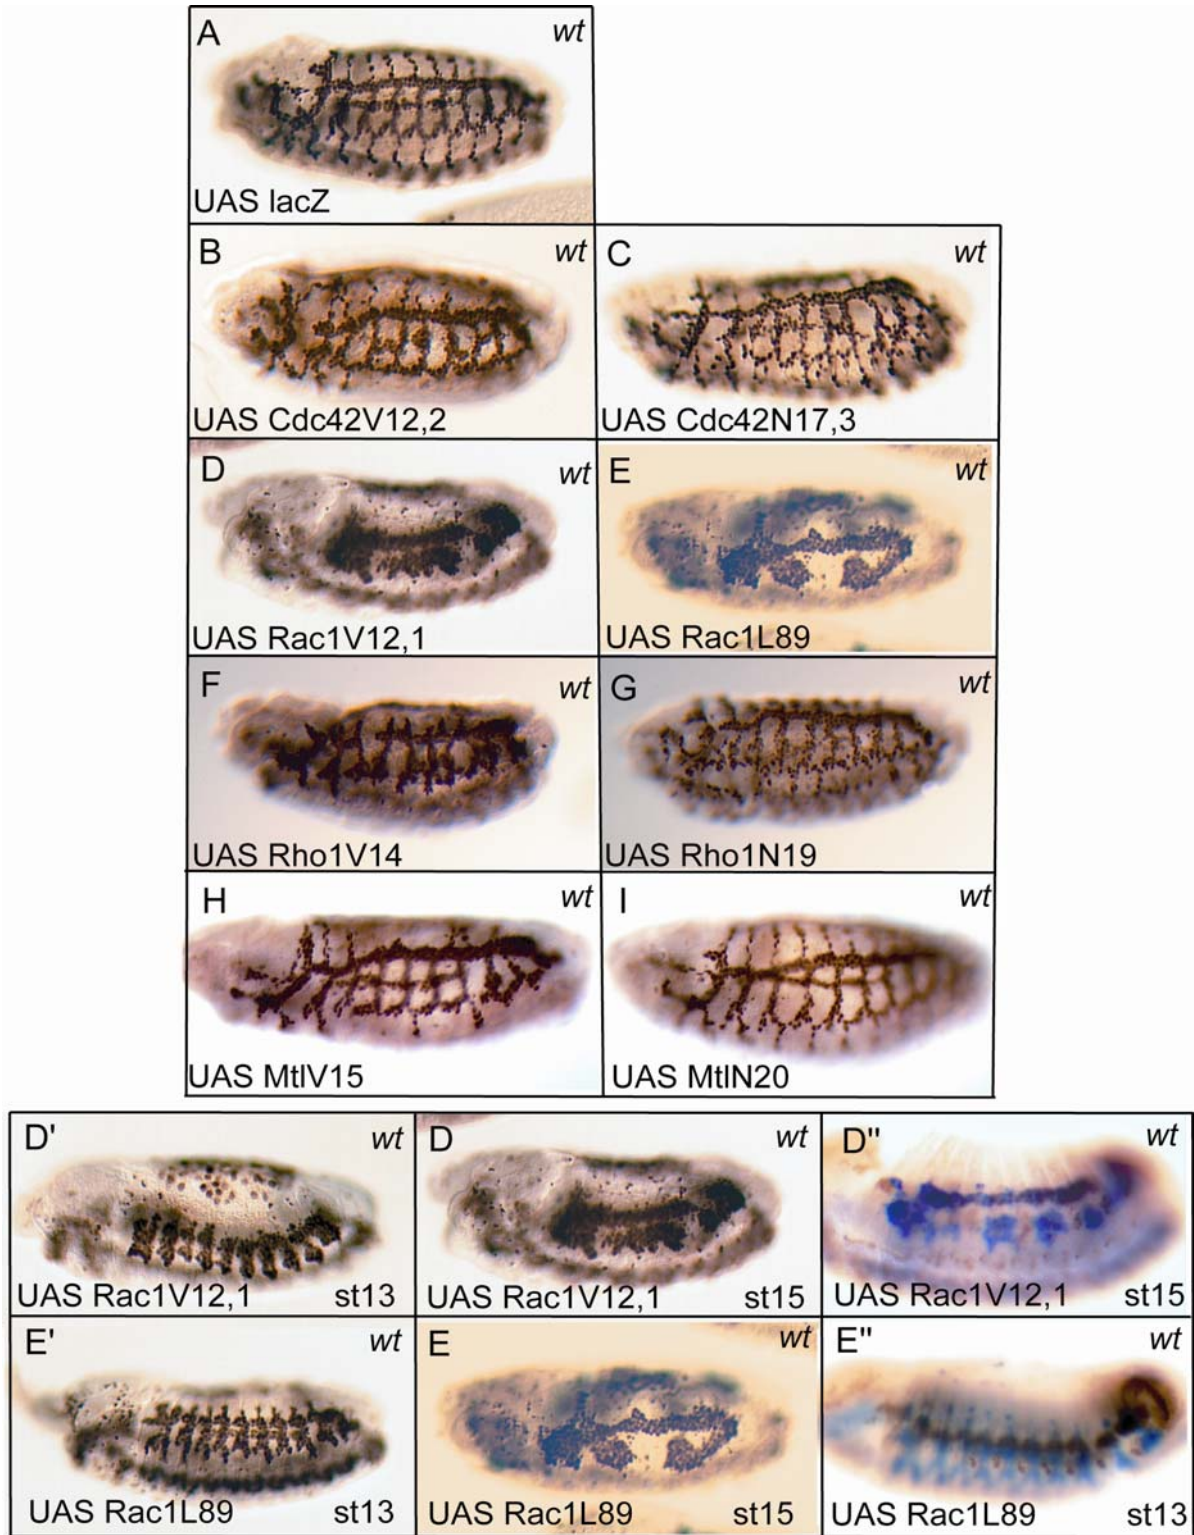 A wt
UAS lacZ
B wt C wt
UAS Cdc42V12,2 UAS Cdc42N17,3
D wt E wt
UAS Rac1V12,1 UAS Rac1L89
F wt G wt
UAS Rho1V14 UAS Rho1N19
H wt I wt
UAS MtlV15 UAS MtlN20
D' wt D wt D" wt
UAS Rac1V12,1 st13 UAS Rac1V12,1 st15 UAS Rac1V12,1 st15
E' wt E wt E" wt
UAS Rac1L89 st13 UAS Rac1L89 st15 UAS Rac1L89 st13